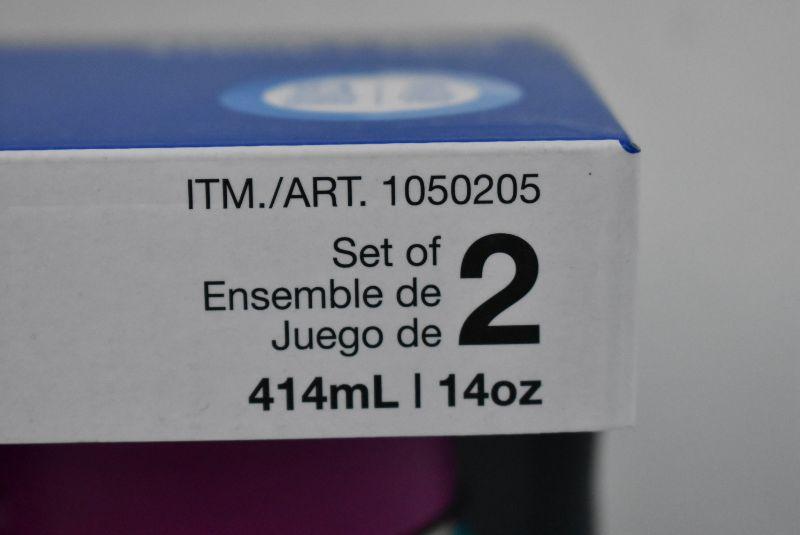 ITM./ART. 1050205
Set of
Ensemble de
Juego de
2
414mL | 14oz